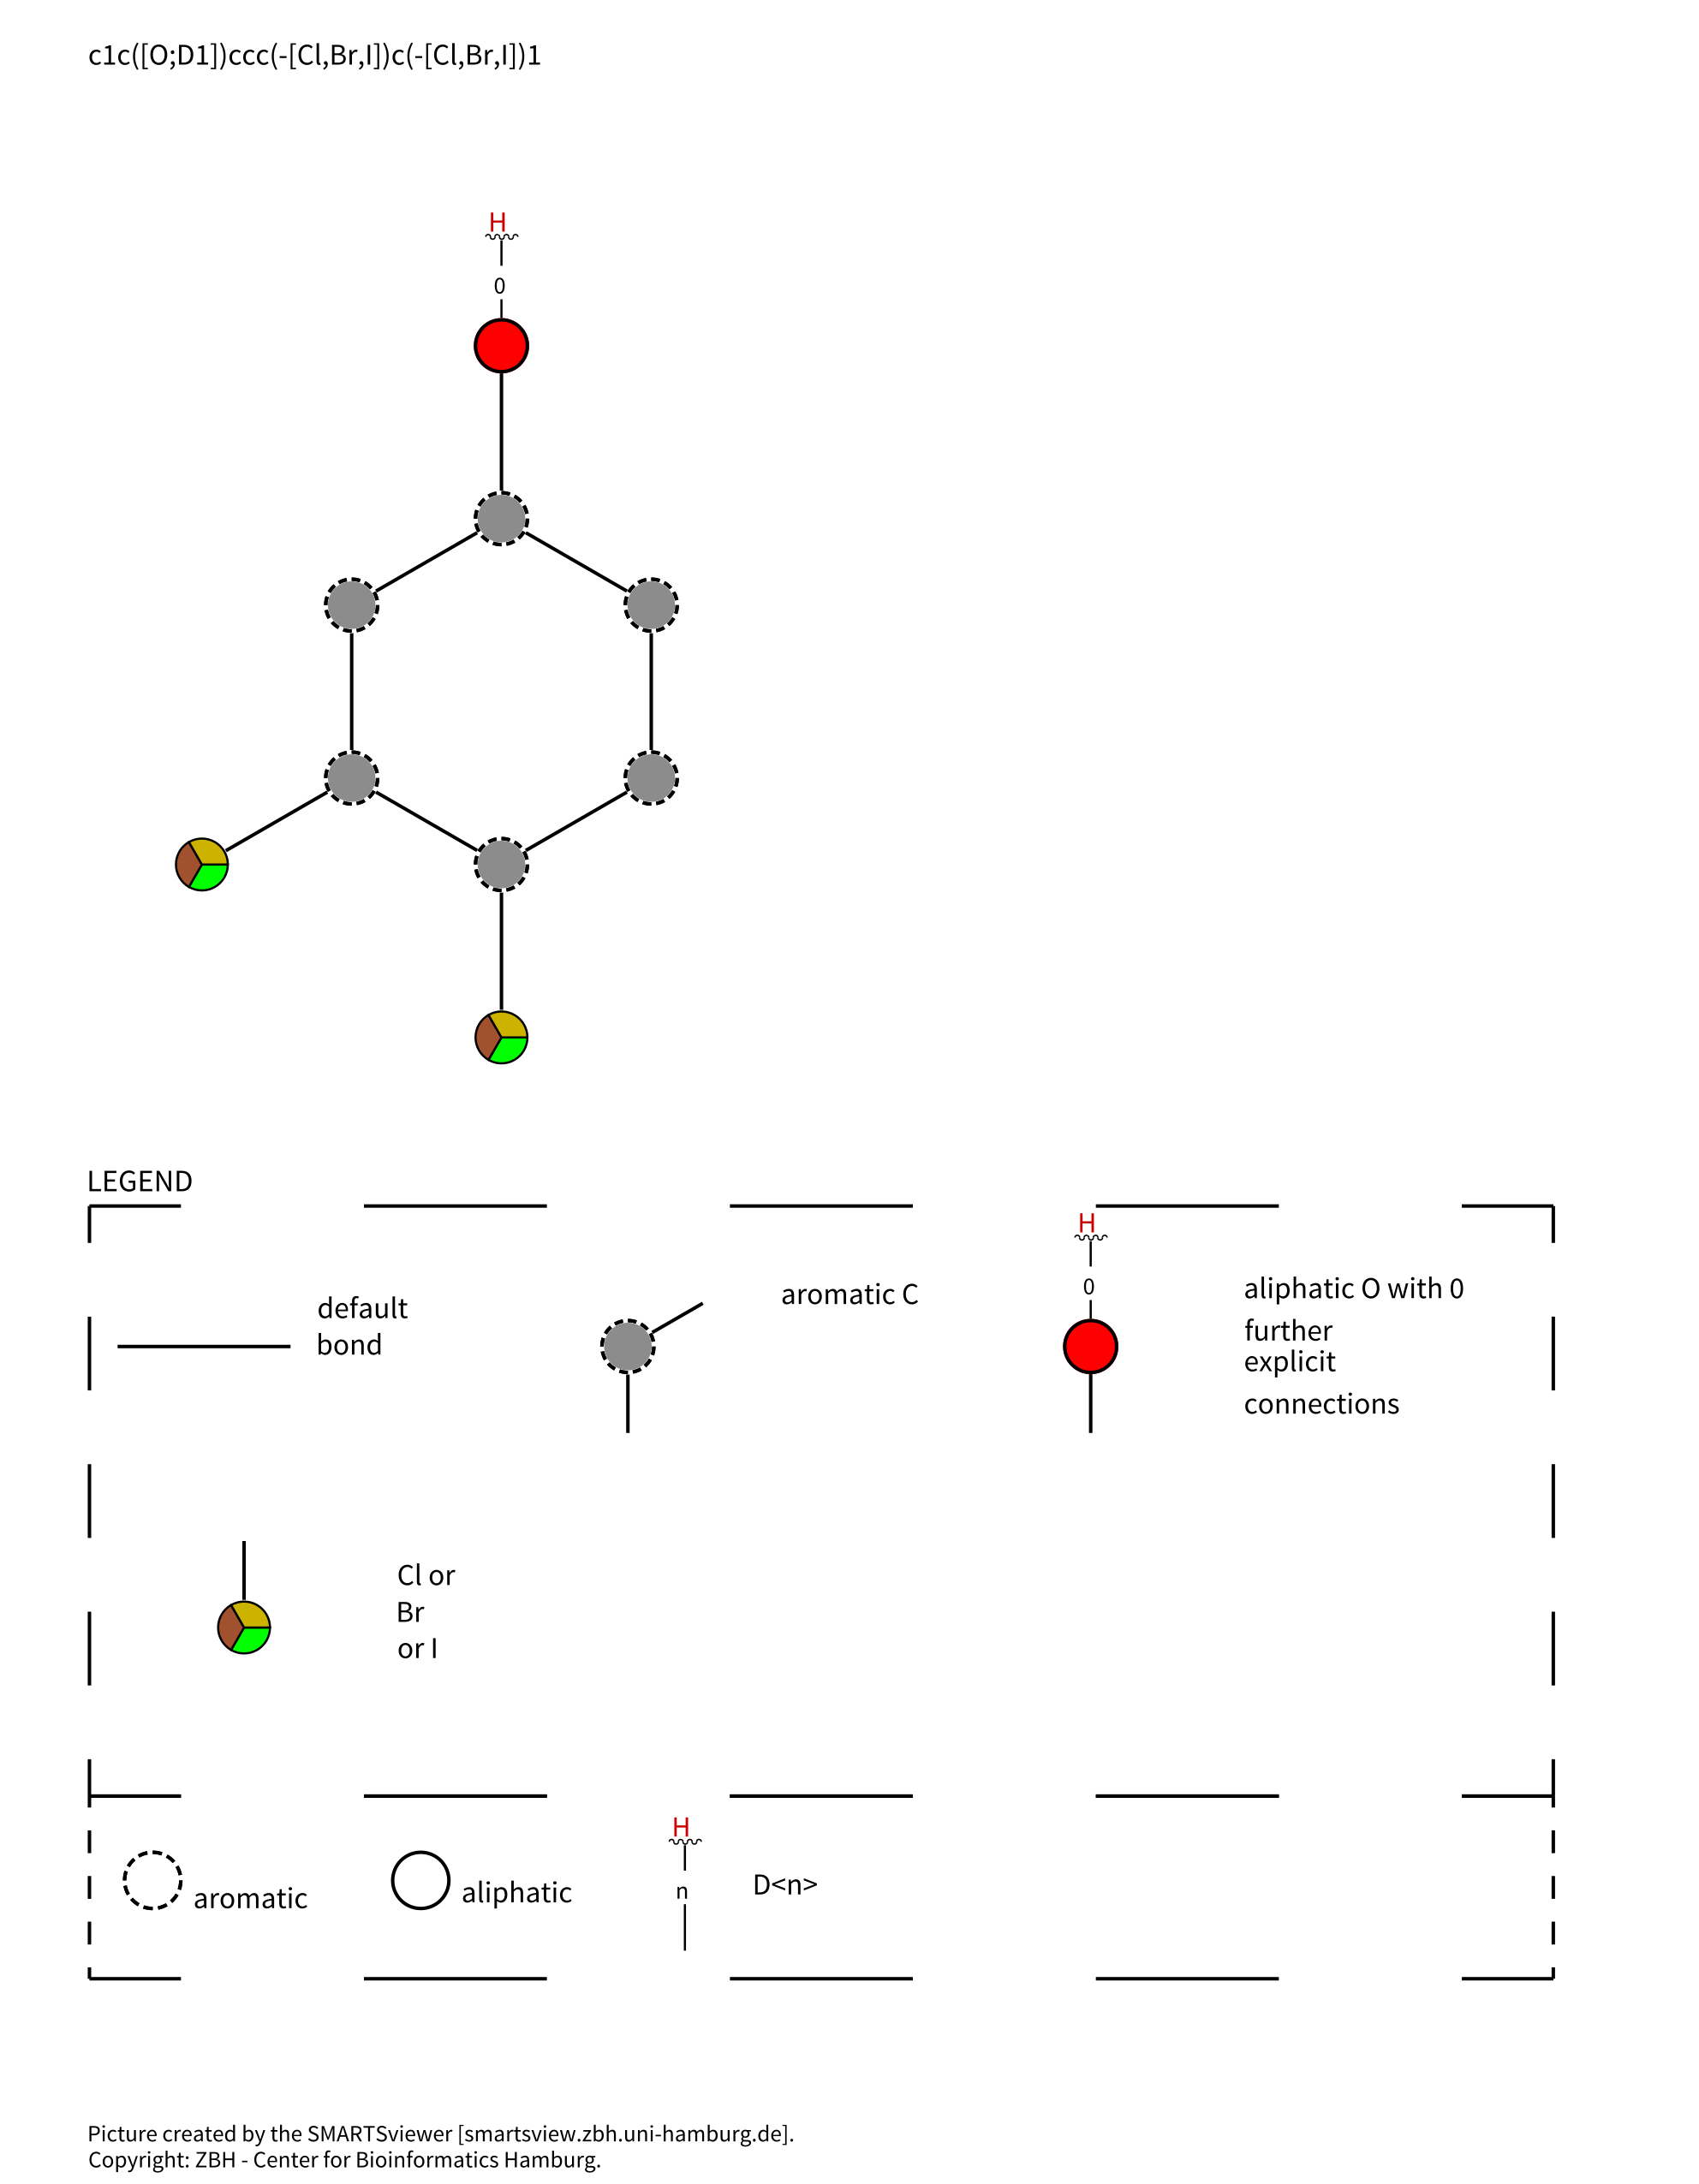 c1c([O;D1])ccc(-[Cl,Br,I])c(-[Cl,Br,I])1
H
0
LEGEND
default
bond
aromatic C
H
0
aliphatic O with 0
further
explicit
connections
Cl or
Br
or I
aromatic
aliphatic
H
n
D<n>
Picture created by the SMARTSviewer [smartsview.zbh.uni-hamburg.de].
Copyright: ZBH - Center for Bioinformatics Hamburg.